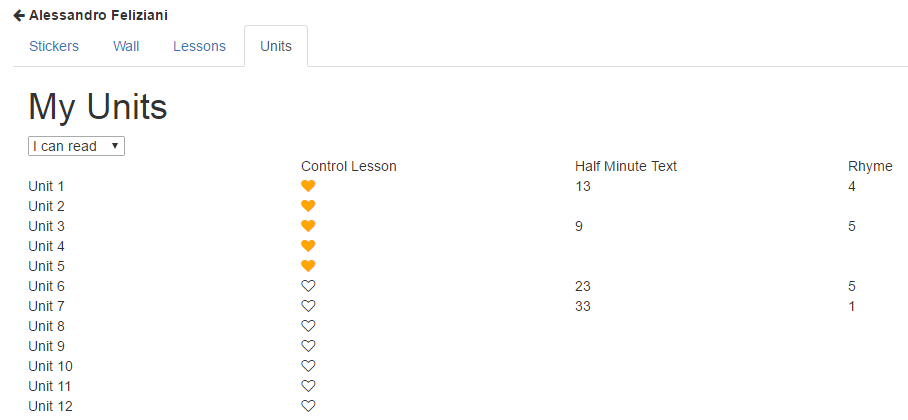 Alessandro Feliziani
Stickers Wall Lessons Units
My Units
I can read
Control Lesson Half Minute Text Rhyme
Unit 1 13 4
Unit 2
Unit 3 9 5
Unit 4
Unit 5
Unit 6 23 5
Unit 7 33 1
Unit 8
Unit 9
Unit 10
Unit 11
Unit 12